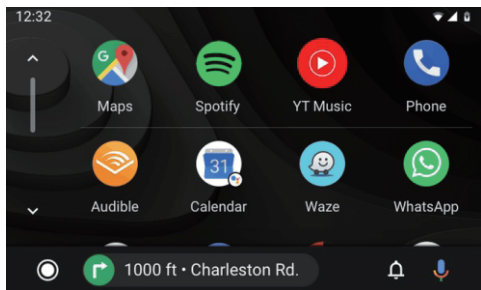 12:32
G
Maps Spotify YT Music Phone
31
Audible Calendar Waze WhatsApp
1000 ft • Charleston Rd.